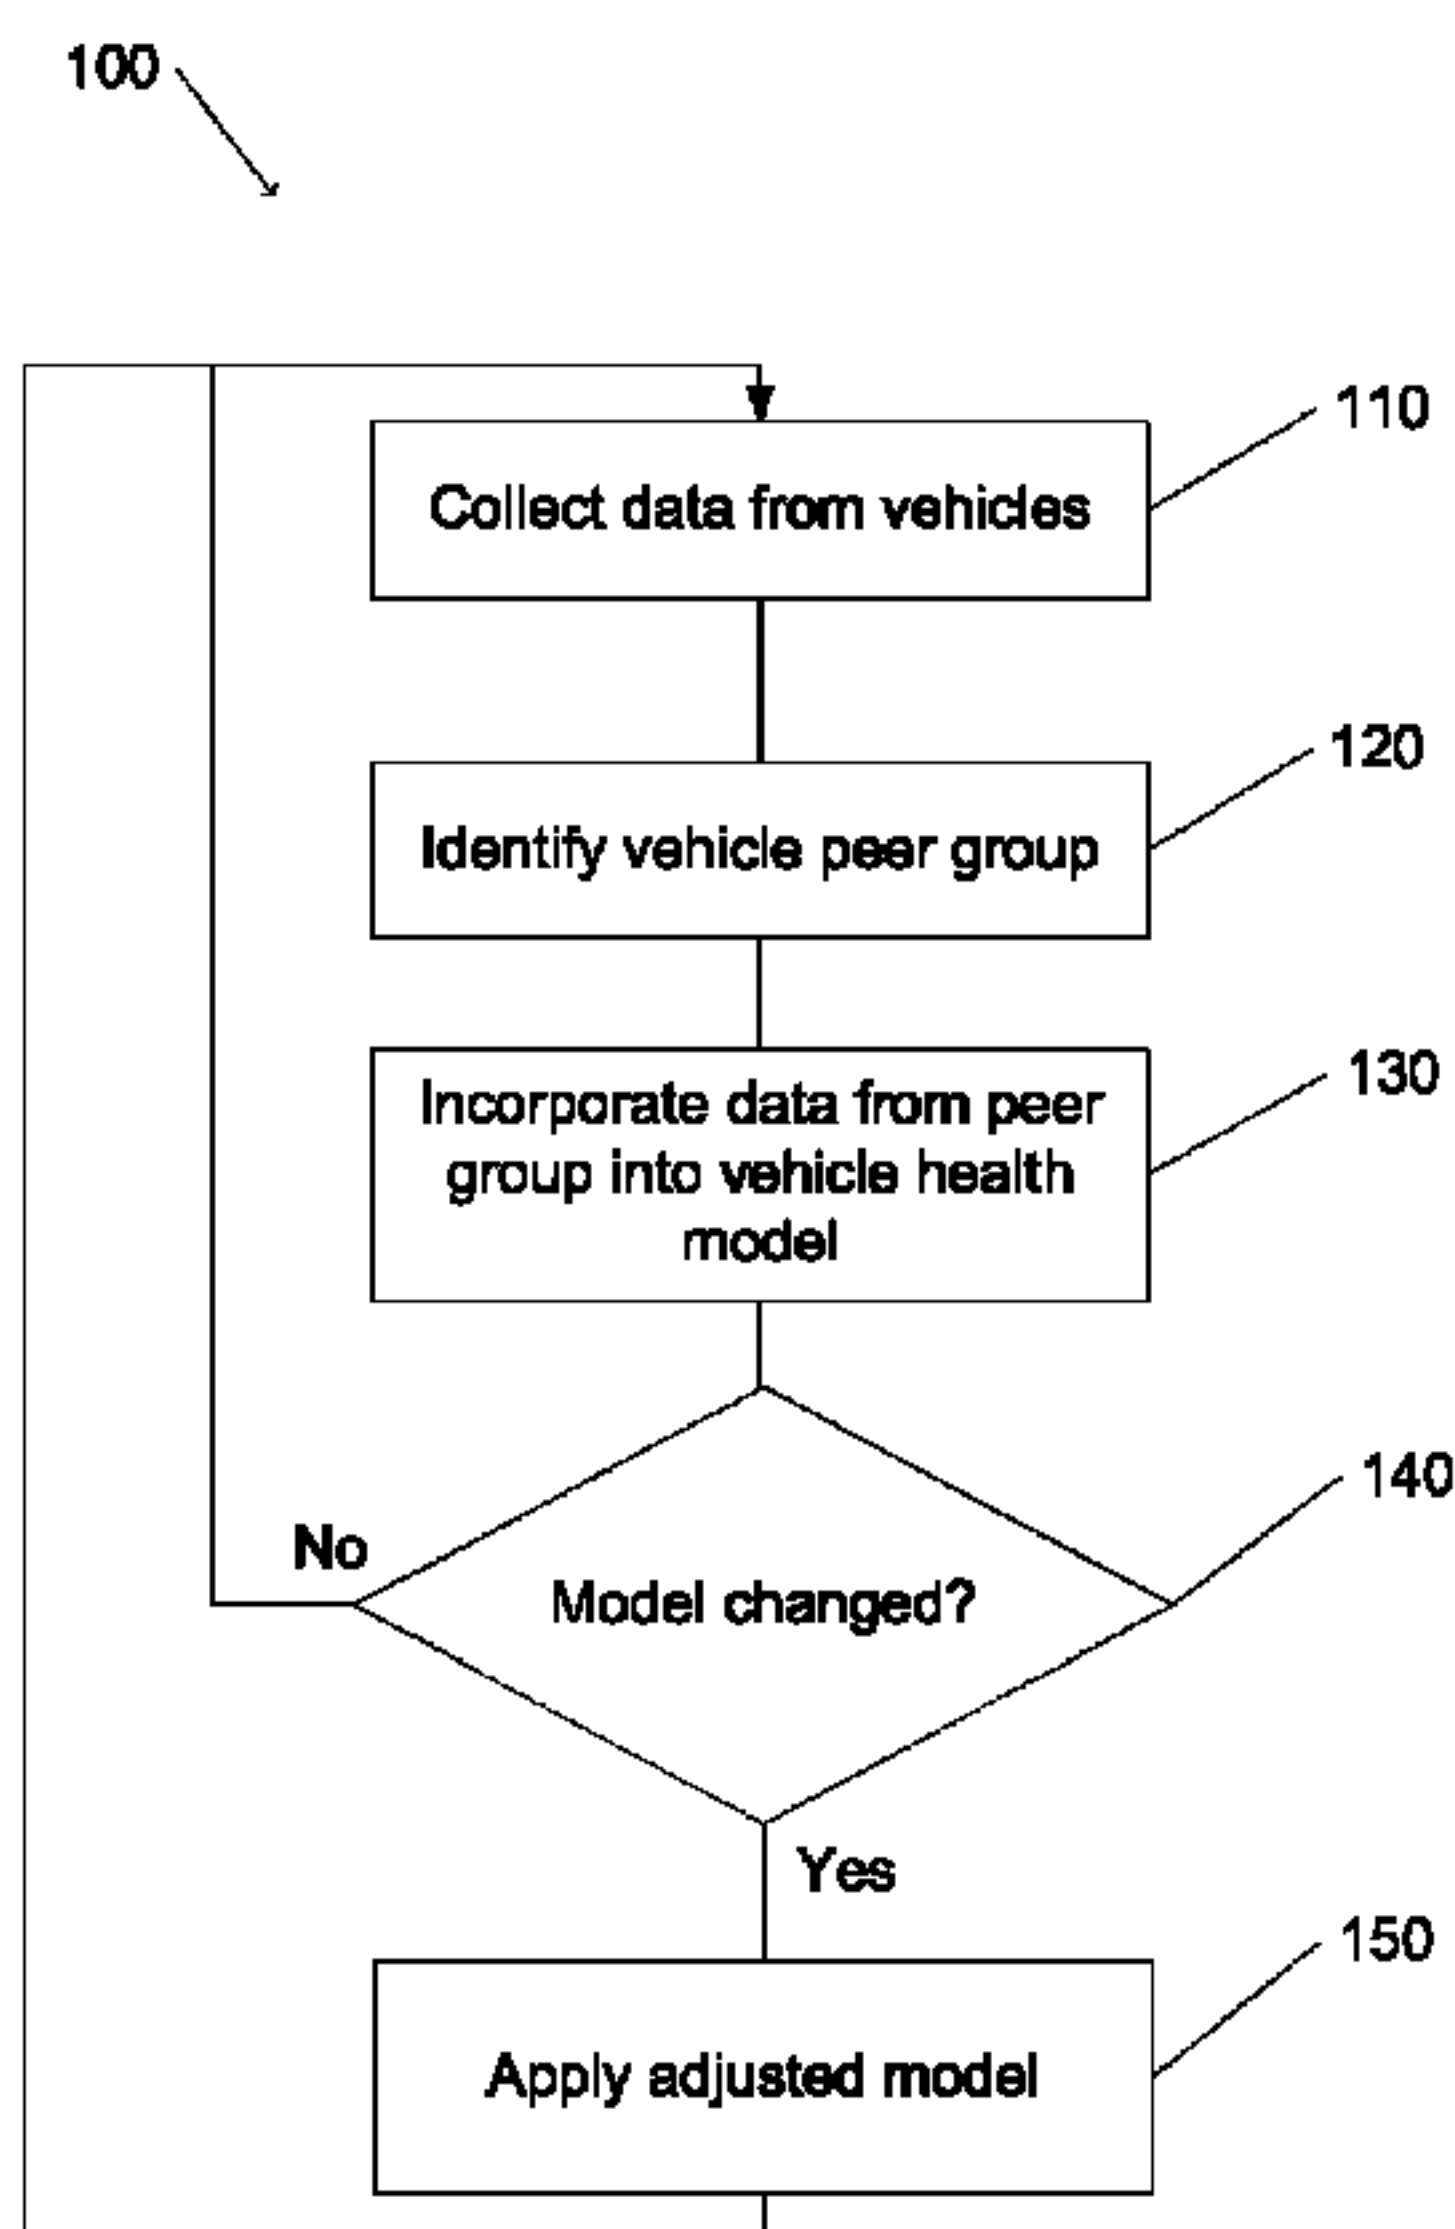 100
110
Collect data from vehicles
120
Identify vehicle peer group
130
Incorporate data from peer
group into vehicle health
model
140
No
Model changed?
Yes
150
Apply adjusted model